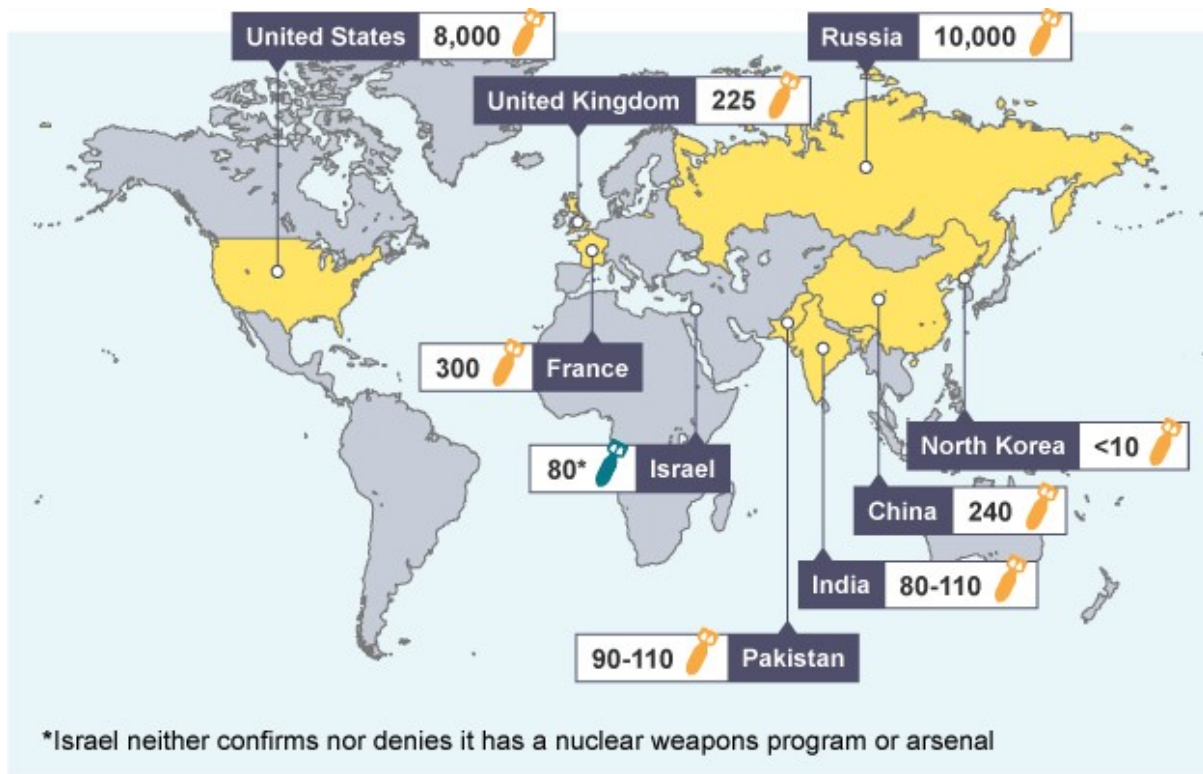 United States 8,000
Russia 10,000
United Kingdom 225
300 France
80* Israel
North Korea <10
China 240
India 80-110
90-110 Pakistan
*Israel neither confirms nor denies it has a nuclear weapons program or arsenal